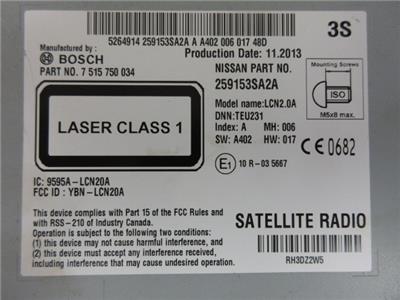 5264914 259153SA2A A A402 006 017 48D
3S
Manufactured by:
Production Date: 11.2013
BOSCH
PART NO. 7 515 750 034
NISSAN PART NO.
259153SA2A
Mounting Screws
ISO
M5x8 max.
LASER CLASS 1
Model name:LCN2.0A
DNN:TEU231
Index: A MH: 006
SW: A402 HW: 017
CE 0682
E1 10 R - 03 5667
IC: 9595A-LCN20A
FCC ID : YBN-LCN20A
This device complies with Part 15 of the FCC Rules and
with RSS-210 of Industry Canada.
Operation is subject to the following two conditions:
(1) this device may not cause harmful interference, and
(2) this device must accept any interference received,
including interference that may cause undesired operation.
SATELLITE RADIO
RH3DZ2W5